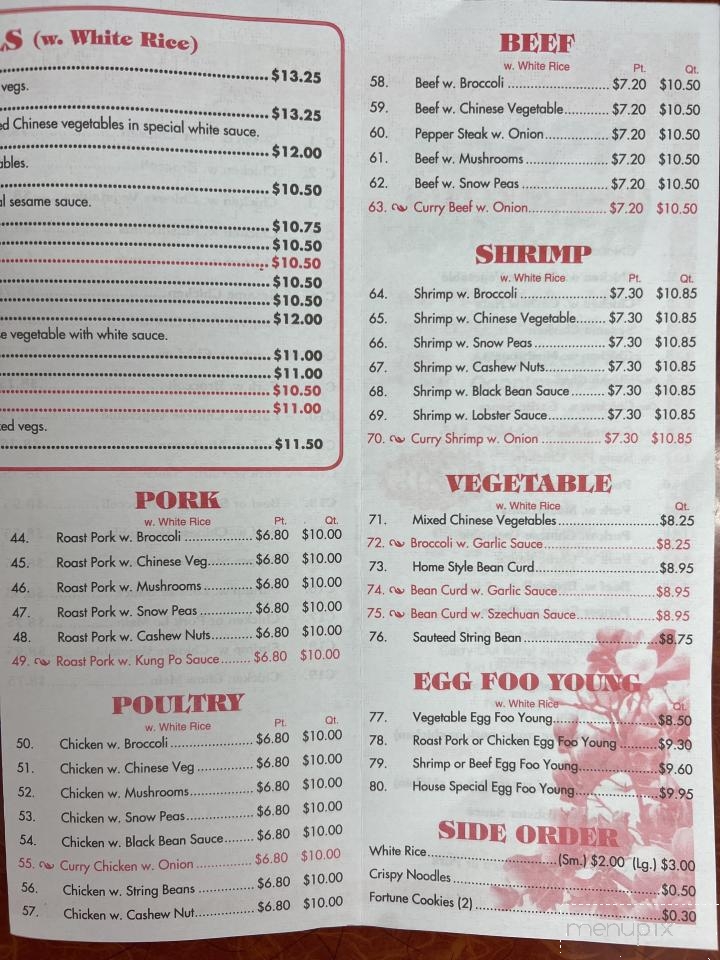 LS (w. White Rice)
$13.25
vegs.
$13.25
ed Chinese vegetables in special white sauce.
$12.00
ables.
$10.50
al sesame sauce.
$10.75
$10.50
$10.50
$10.50
$10.50
$12.00
e vegetable with white sauce.
$11.00
$11.00
$10.50
$11.00
ked vegs.
$11.50
PORK
w. White Rice Pt. Qt.
44. Roast Pork w. Broccoli $6.80 $10.00
45. Roast Pork w. Chinese Veg $6.80 $10.00
46. Roast Pork w. Mushrooms $6.80 $10.00
47. Roast Pork w. Snow Peas $6.80 $10.00
48. Roast Pork w. Cashew Nuts $6.80 $10.00
49. Roast Pork w. Kung Po Sauce $6.80 $10.00
POULTRY
w. White Rice Pt. Qt.
50. Chicken w. Broccoli $6.80 $10.00
51. Chicken w. Chinese Veg $6.80 $10.00
52. Chicken w. Mushrooms $6.80 $10.00
53. Chicken w. Snow Peas $6.80 $10.00
54. Chicken w. Black Bean Sauce $6.80 $10.00
55. Curry Chicken w. Onion $6.80 $10.00
56. Chicken w. String Beans $6.80 $10.00
57. Chicken w. Cashew Nut $6.80 $10.00
BEEF
w. White Rice Pt. Qt.
58. Beef w. Broccoli $7.20 $10.50
59. Beef w. Chinese Vegetable $7.20 $10.50
60. Pepper Steak w. Onion $7.20 $10.50
61. Beef w. Mushrooms $7.20 $10.50
62. Beef w. Snow Peas $7.20 $10.50
63. Curry Beef w. Onion $7.20 $10.50
SHRIMP
w. White Rice Pt. Qt.
64. Shrimp w. Broccoli $7.30 $10.85
65. Shrimp w. Chinese Vegetable $7.30 $10.85
66. Shrimp w. Snow Peas $7.30 $10.85
67. Shrimp w. Cashew Nuts $7.30 $10.85
68. Shrimp w. Black Bean Sauce $7.30 $10.85
69. Shrimp w. Lobster Sauce $7.30 $10.85
70. Curry Shrimp w. Onion $7.30 $10.85
VEGETABLE
w. White Rice Qt.
71. Mixed Chinese Vegetables $8.25
72. Broccoli w. Garlic Sauce $8.25
73. Home Style Bean Curd $8.95
74. Bean Curd w. Garlic Sauce $8.95
75. Bean Curd w. Szechuan Sauce $8.95
76. Sauteed String Bean $8.75
EGG FOO YOUNG
w. White Rice Qt.
77. Vegetable Egg Foo Young $8.50
78. Roast Pork or Chicken Egg Foo Young $9.30
79. Shrimp or Beef Egg Foo Young $9.60
80. House Special Egg Foo Young $9.95
SIDE ORDER
White Rice (Sm.) $2.00 (Lg.) $3.00
Crispy Noodles $0.50
Fortune Cookies (2) $0.30
menupix